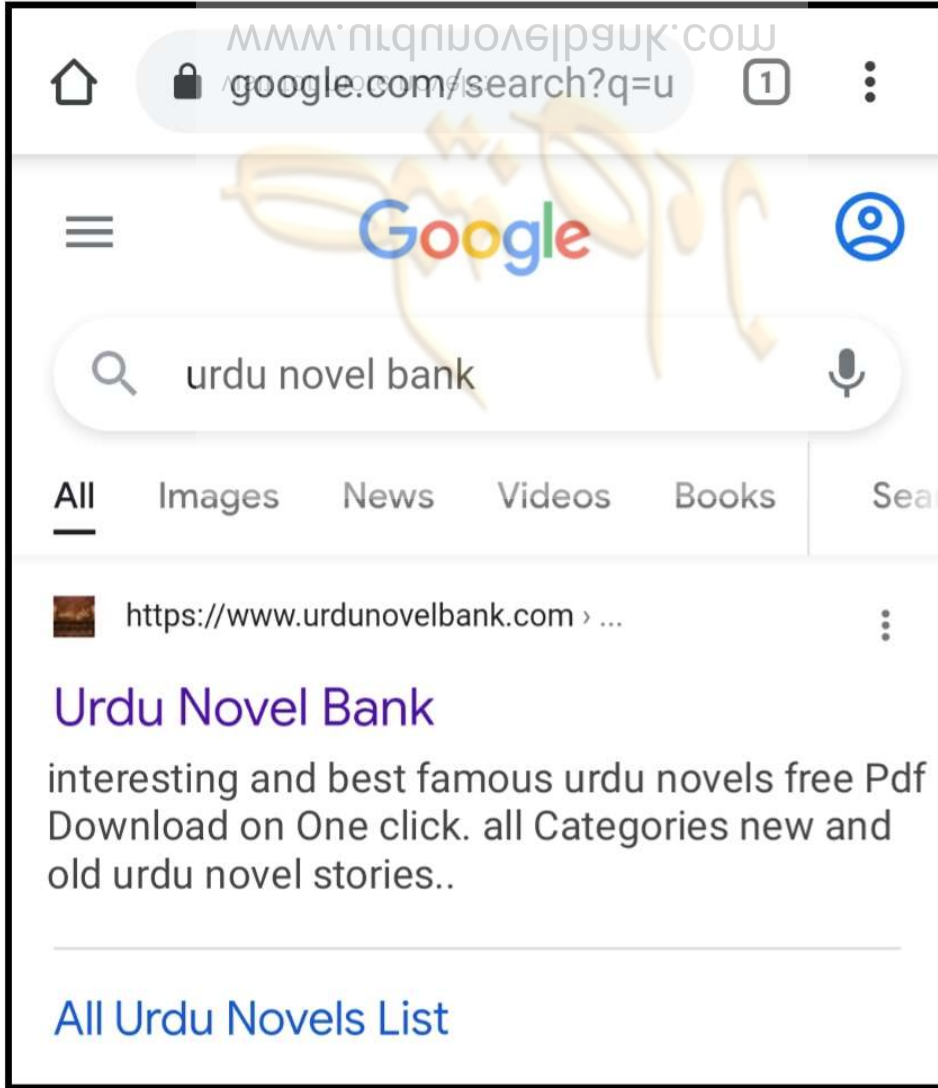 www.urdunovelbank.com
google.com/search?q=u 1
Google
urdu novel bank
All Images News Videos Books Sea
https://www.urdunovelbank.com › ...
Urdu Novel Bank
interesting and best famous urdu novels free Pdf
Download on One click. all Categories new and
old urdu novel stories..
All Urdu Novels List